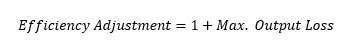 Efficiency Adjustment = 1 + Max. Output Loss